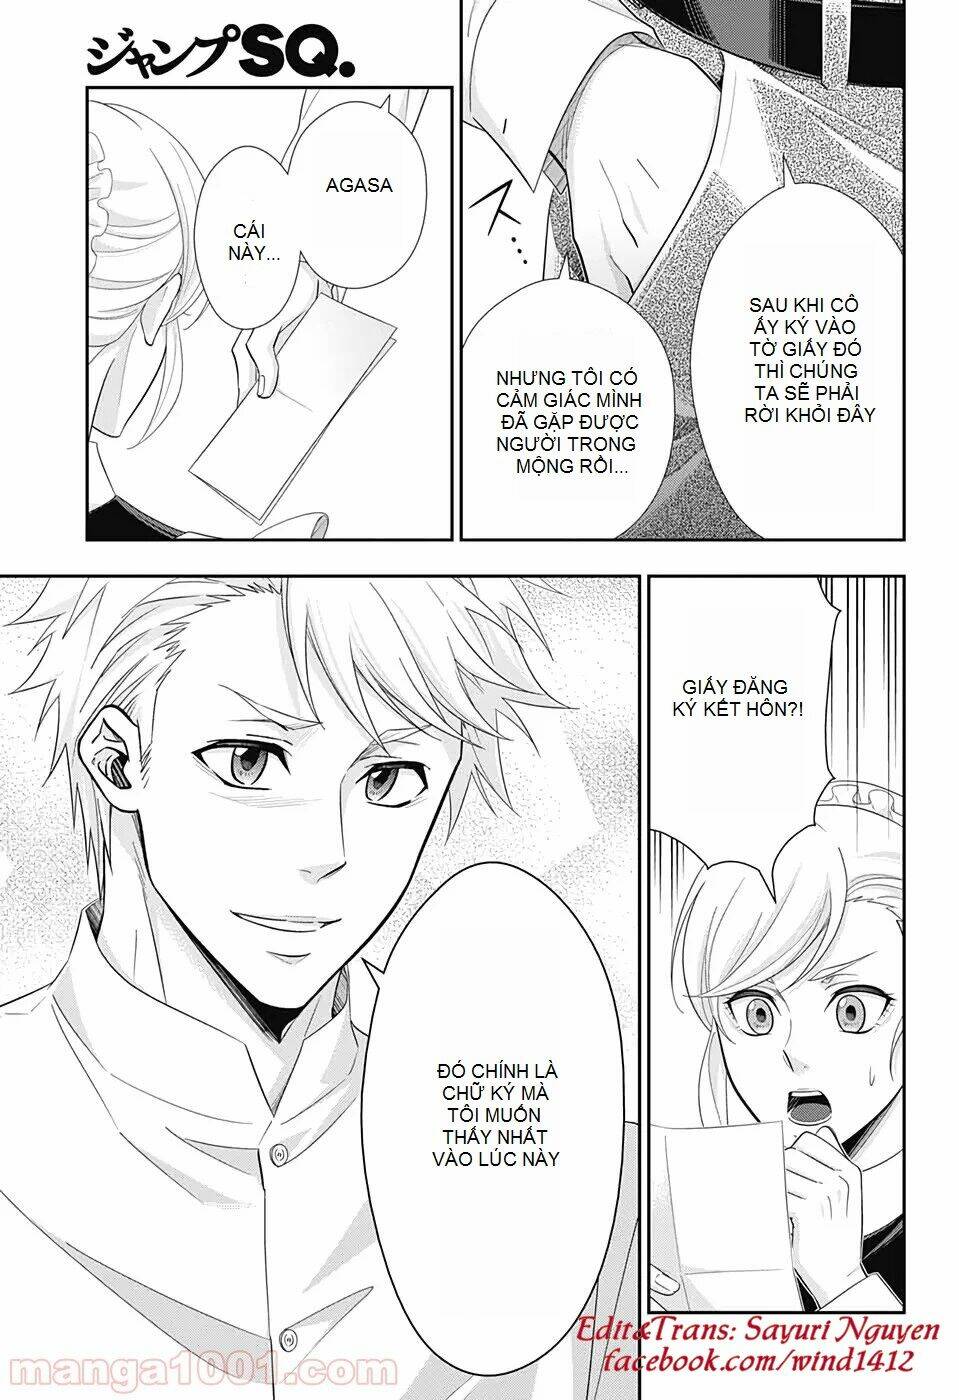 ジャンプSQ.
SAU KHI CÔ
ẤY KÝ VÀO
TỜ GIẤY ĐÓ
THÌ CHÚNG
TA SẼ PHẢI
RỜI KHỎI ĐÂY
NHƯNG TÔI CÓ
CẢM GIÁC MÌNH
ĐÃ GẶP ĐƯỢC
NGƯỜI TRONG
MỘNG RỒI...
AGASA
CÁI
NÀY...
GIẤY ĐĂNG
KÝ KẾT HÔN?!
ĐÓ CHÍNH LÀ
CHỮ KÝ MÀ
TÔI MUỐN
THẤY NHẤT
VÀO LÚC NÀY
Edit&Trans: Sayuri Nguyen
facebook.com/wind1412
manga1001.com